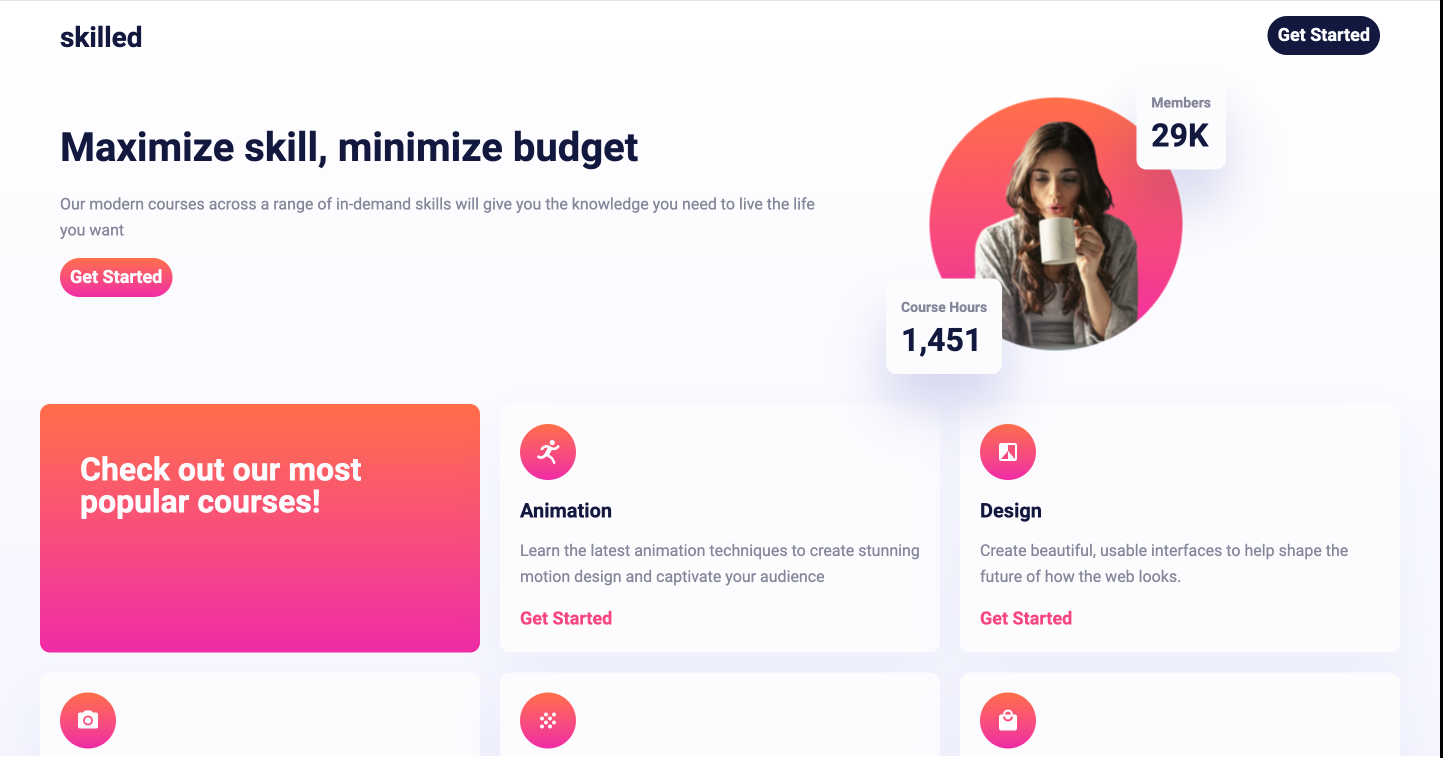 skilled
Get Started
Maximize skill, minimize budget
Our modern courses across a range of in-demand skills will give you the knowledge you need to live the life
you want
Get Started
Members
29K
Course Hours
1,451
Check out our most
popular courses!
Animation
Learn the latest animation techniques to create stunning
motion design and captivate your audience
Get Started
Design
Create beautiful, usable interfaces to help shape the
future of how the web looks.
Get Started